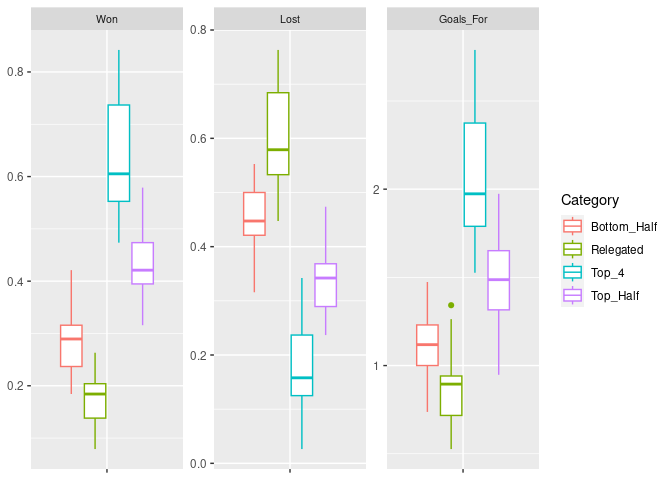 Won
Lost
Goals_For
0.8
0.6
0.4
0.2
0.8
0.6
0.4
0.2
0.0
2
1
Category
Bottom_Half
Relegated
Top_4
Top_Half